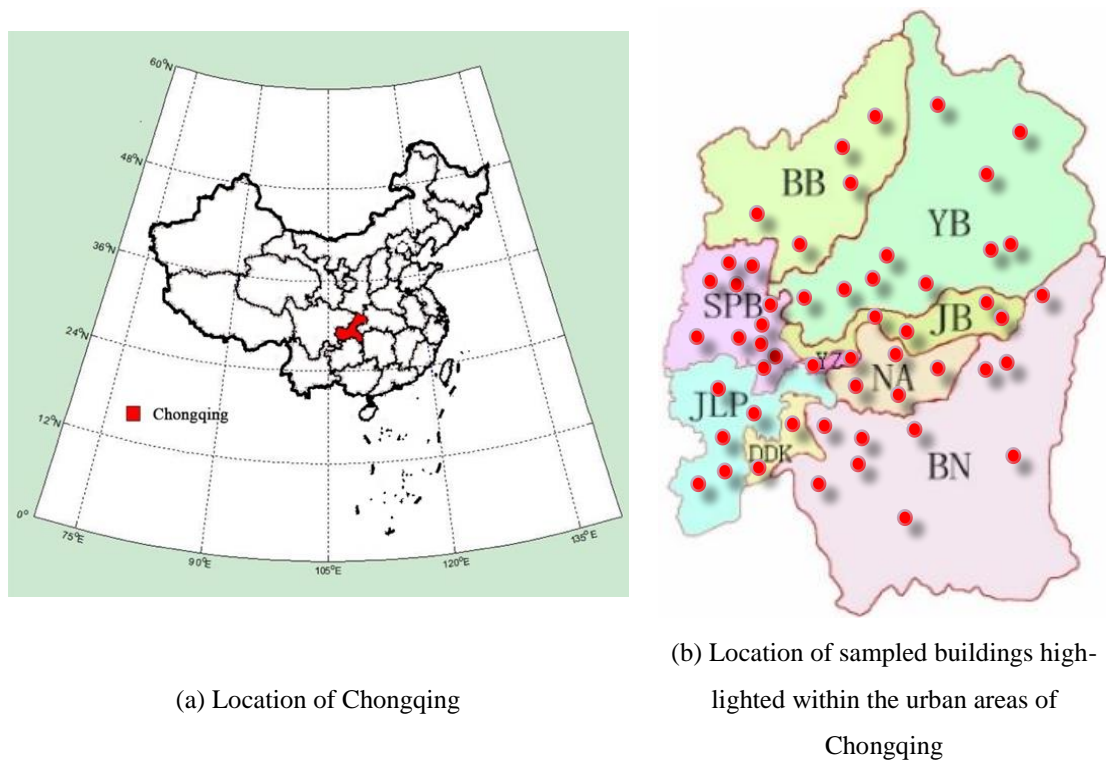 60°N
48°N
36°N
24°N
12°N
0°
75°E
90°E
105°E
120°E
135°E
Chongqing
BB
YB
SPB
JB
YZ
NA
JLP
DDK
BN
(a) Location of Chongqing
(b) Location of sampled buildings high-
lighted within the urban areas of
Chongqing